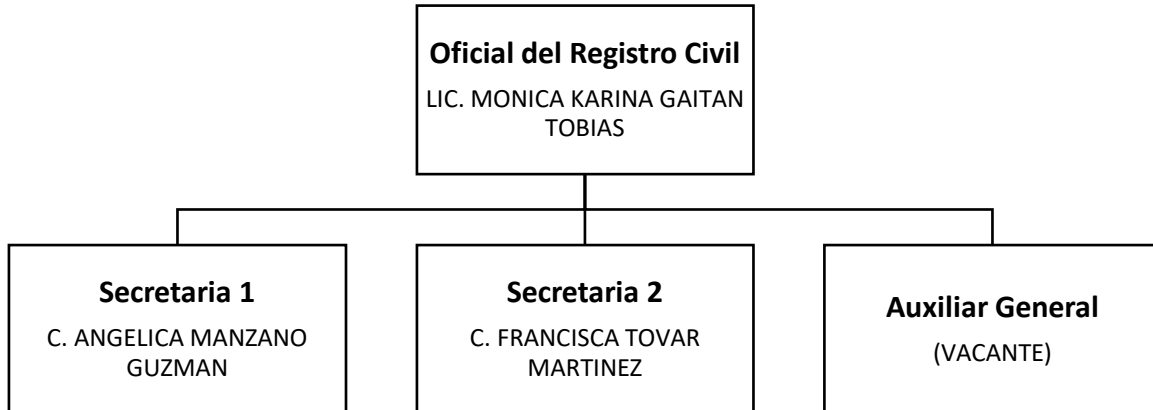 Oficial del Registro Civil
LIC. MONICA KARINA GAITAN
TOBIAS
Secretaria 1
C. ANGELICA MANZANO
GUZMAN
Secretaria 2
C. FRANCISCA TOVAR
MARTINEZ
Auxiliar General
(VACANTE)